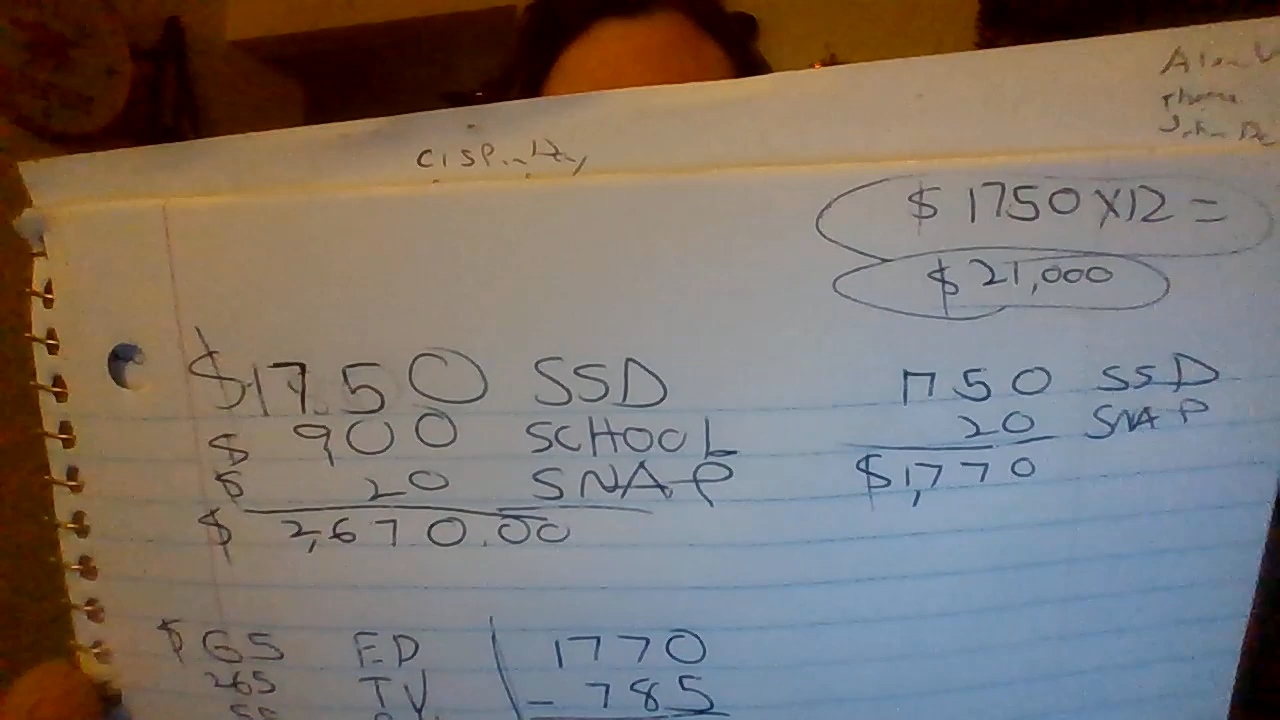 $ 1750 X 12 =
$ 21,000
$1750 SSD
$ 900 SCHOOL
$ 20 SNAP
$ 2,670.00
1750 SSD
20 SNAP
$1,770
$ 65 ED
265 TV
1770
- 785